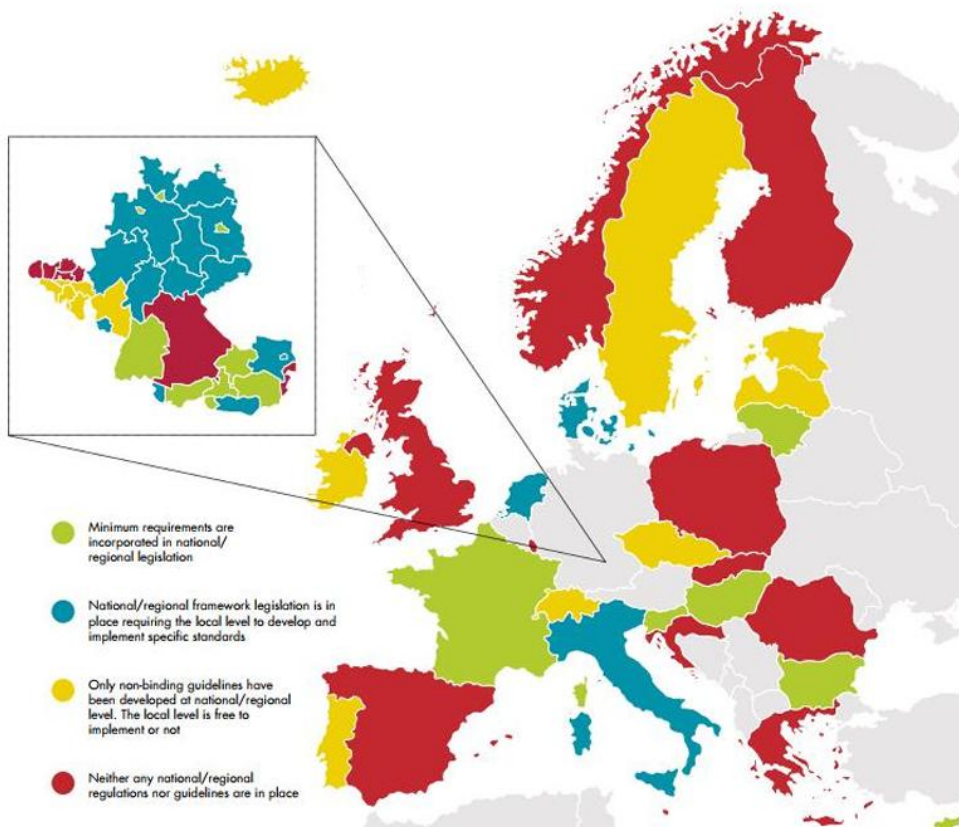 Minimum requirements are
incorporated in national/
regional legislation
National/regional framework legislation is in
place requiring the local level to develop and
implement specific standards
Only non-binding guidelines have
been developed at national/regional
level. The local level is free to
implement or not
Neither any national/regional
regulations nor guidelines are in place